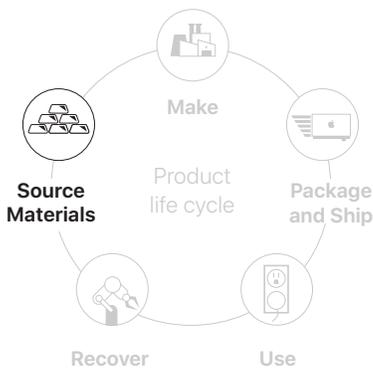 Make
Source
Materials
Product
life cycle
Package
and Ship
Recover
Use